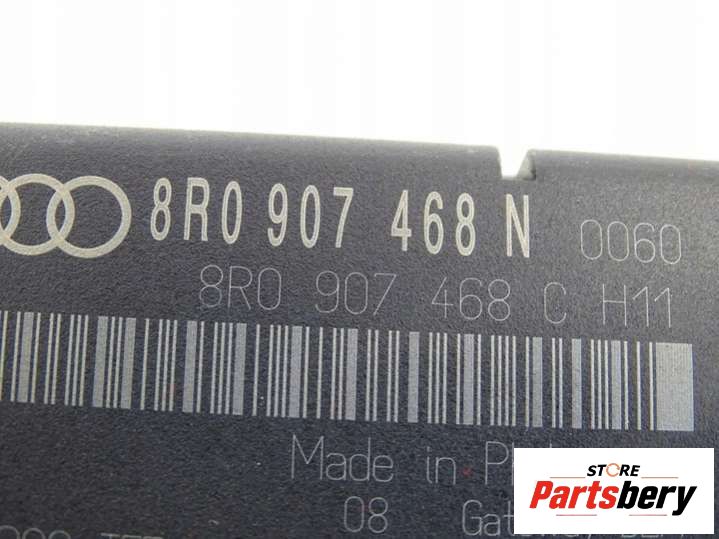 8R0 907 468 N 0060
8R0 907 468 C H11
Made in
08
STORE
Partsbery